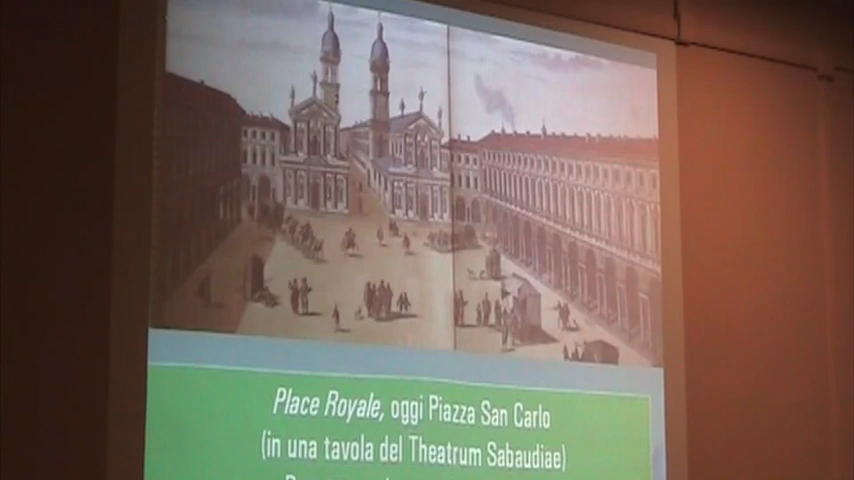 Place Royale, oggi Piazza San Carlo
(in una tavola del Theatrum Sabaudiae)